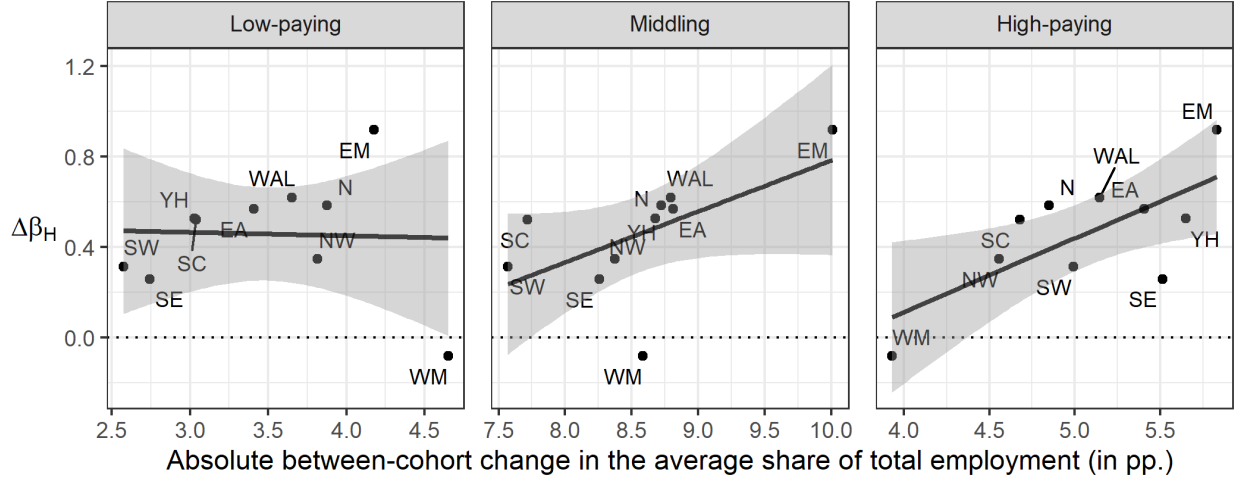 Low-paying
Middling
High-paying
ΔβH
1.2
0.8
0.4
0.0
EM
WAL
N
YH
EA
NW
SW
SC
SE
WM
EM
WAL
N
SC
YH
EA
NW
SW
SE
WM
EM
WAL
N
EA
SC
YH
NW
SW
SE
WM
2.5 3.0 3.5 4.0 4.5
7.5 8.0 8.5 9.0 9.5 10.0
4.0 4.5 5.0 5.5
Absolute between-cohort change in the average share of total employment (in pp.)